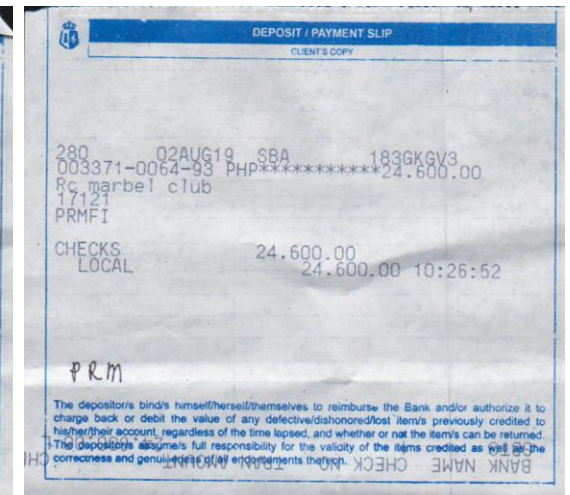 DEPOSIT / PAYMENT SLIP
CLIENT'S COPY
280 02AUG19 SBA 183GKGV3
003371-0064-93 PHP***********24.600.00
Rc marbel club
17121
PRMFI
CHECKS 24.600.00
LOCAL 24.600.00 10:26:52
PRM
The depositor/s bind/s himself/herself/themselves to reimburse the Bank and/or authorize it to
charge back or debit the value of any defective/dishonored/lost item/s previously credited to
his/her/their account, regardless of the time lapsed, and whether or not the item/s can be returned.
The depositor/s assume/s full responsibility for the validity of the items credited as well as the
correctness and genuineness of all endorsements thereon.
BANK NAME CHECK NO TRAN AMOUNT